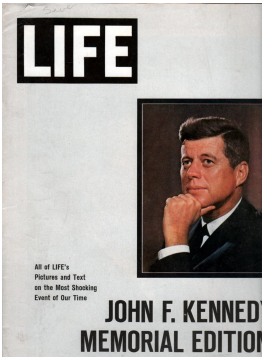 Save
LIFE
All of LIFE's
Pictures and Text
on the Most Shocking
Event of Our Time
JOHN F. KENNEDY
MEMORIAL EDITION